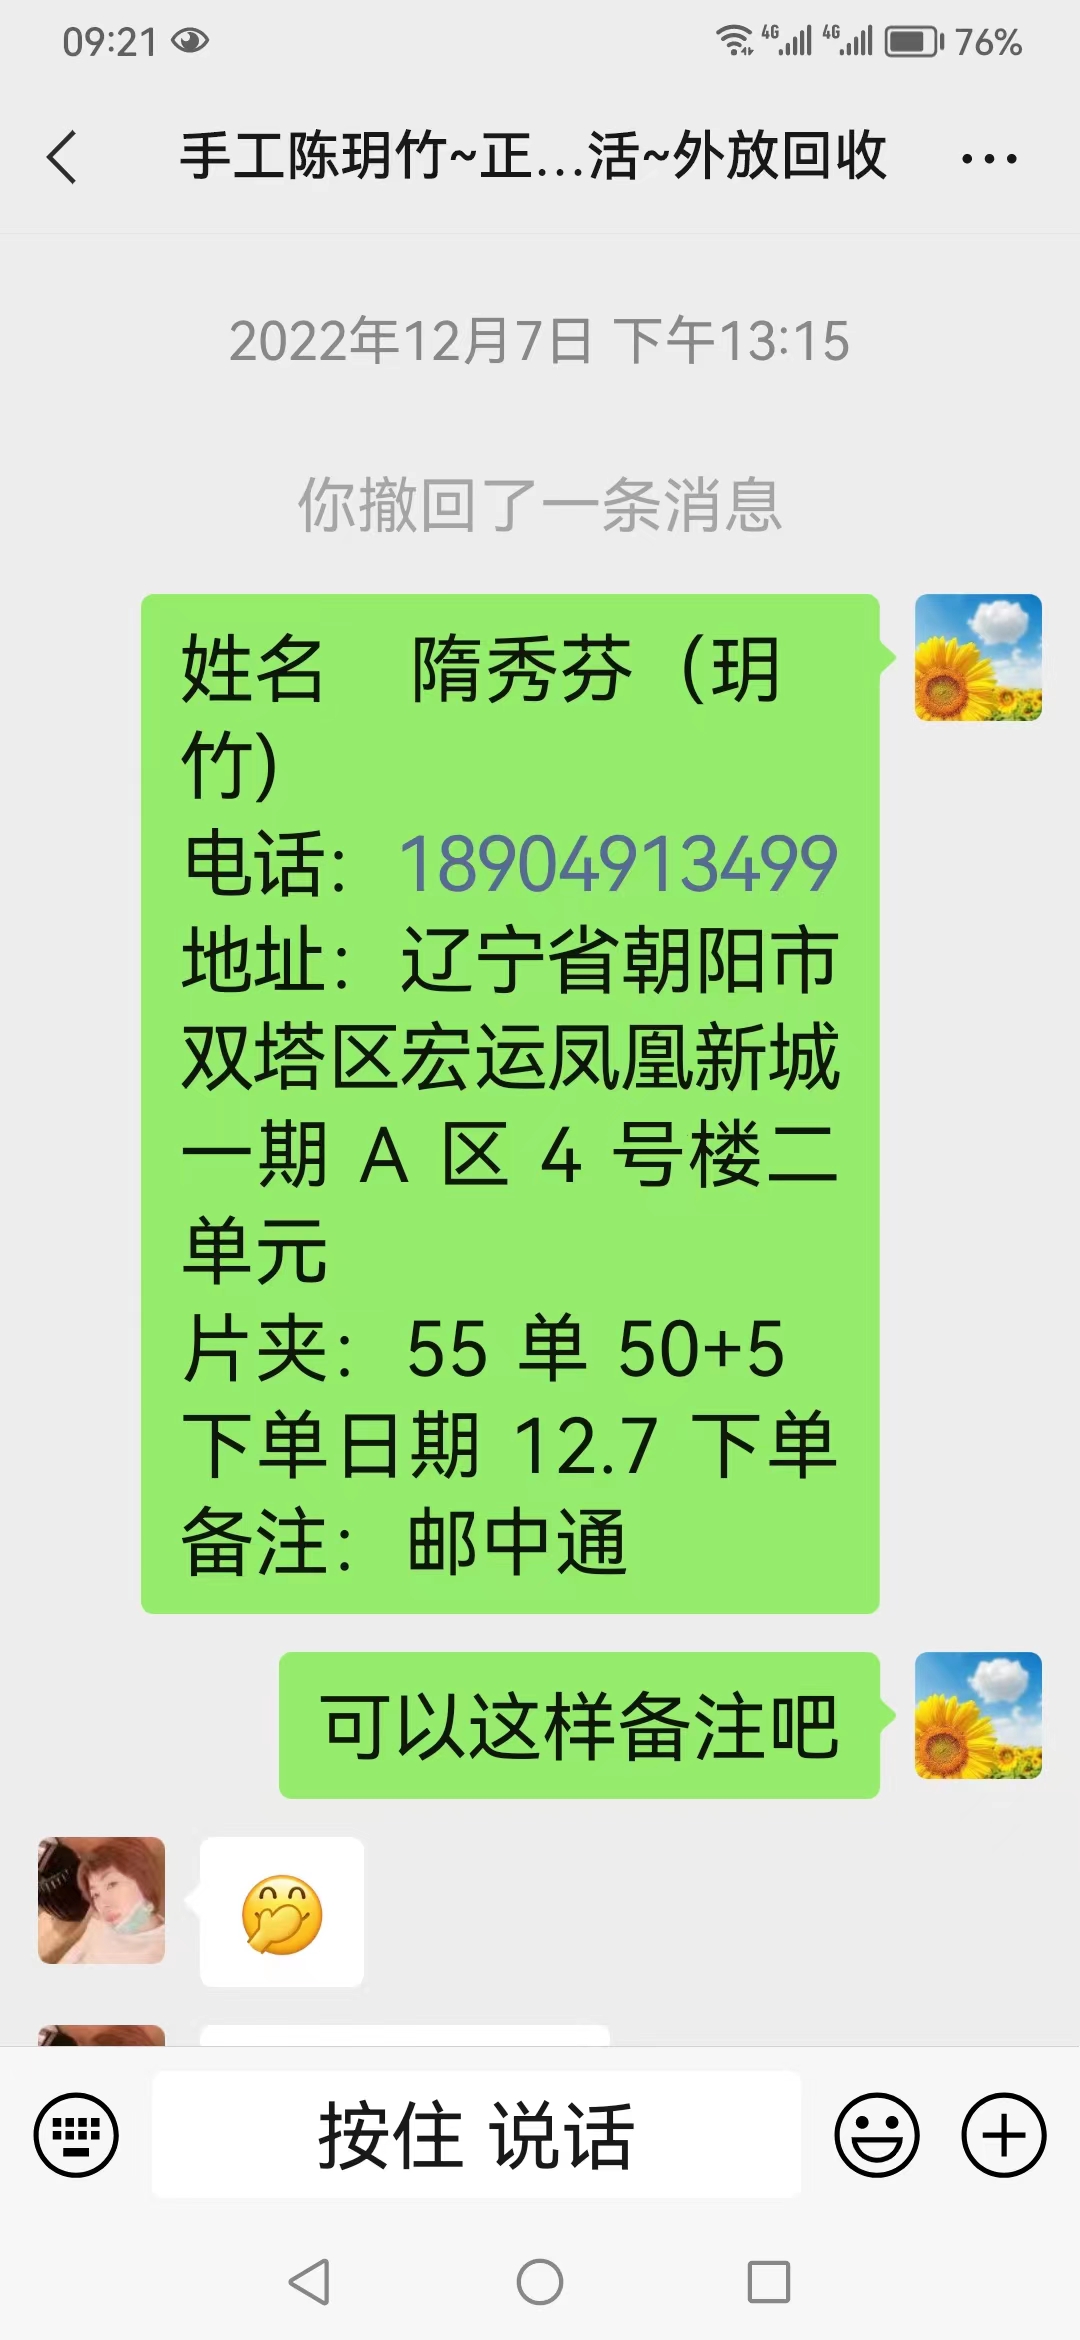 09:21 4G 4G 76%
手工陈玥竹~正...活~外放回收
2022年12月7日 下午13:15
你撤回了一条消息
姓名 隋秀芬（玥
竹)
电话：18904913499
地址：辽宁省朝阳市
双塔区宏运凤凰新城
一期 A 区 4 号楼二
单元
片夹：55 单 50+5
下单日期 12.7 下单
备注：邮中通
可以这样备注吧
按住 说话